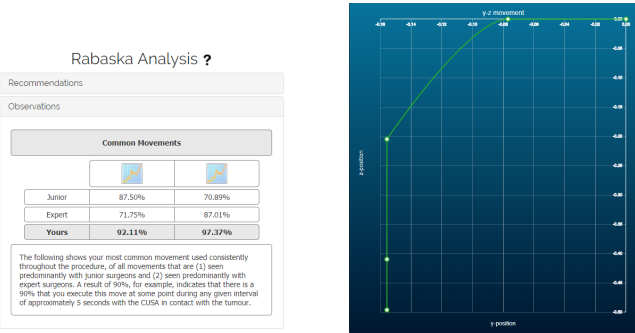 Rabaska Analysis ?
Recommendations
Observations
Common Movements
Junior 87.50% 70.89%
Expert 71.75% 87.01%
Yours 92.11% 97.37%
The following shows your most common movement used consistently
throughout the procedure, of all movements that are (1) seen
predominantly with junior surgeons and (2) seen predominantly with
expert surgeons. A result of 90%, for example, indicates that there is a
90% that you execute this move at some point during any given interval
of approximately 5 seconds with the CUSA in contact with the tumour.
y-z movement
z-position
y-position